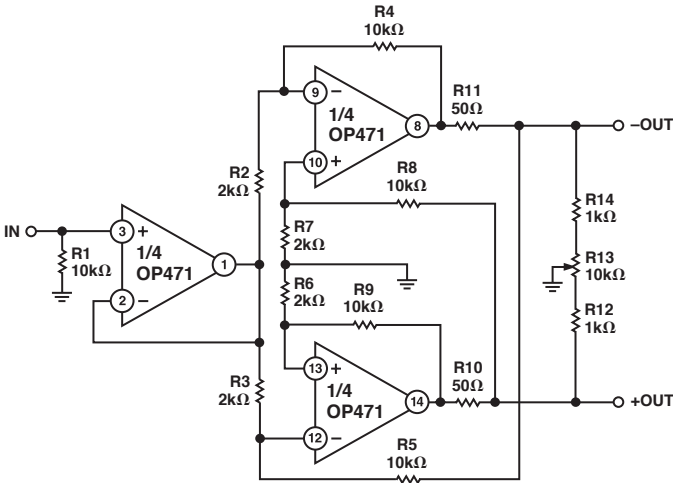 R4
10kΩ
9
–
1/4
OP471
8
10
+
R11
50Ω
–OUT
R2
2kΩ
R8
10kΩ
R14
1kΩ
IN
3
+
1/4
OP471
1
2
–
R1
10kΩ
R7
2kΩ
R13
10kΩ
R6
2kΩ
R9
10kΩ
R12
1kΩ
R3
2kΩ
13
+
1/4
OP471
14
12
–
R10
50Ω
+OUT
R5
10kΩ